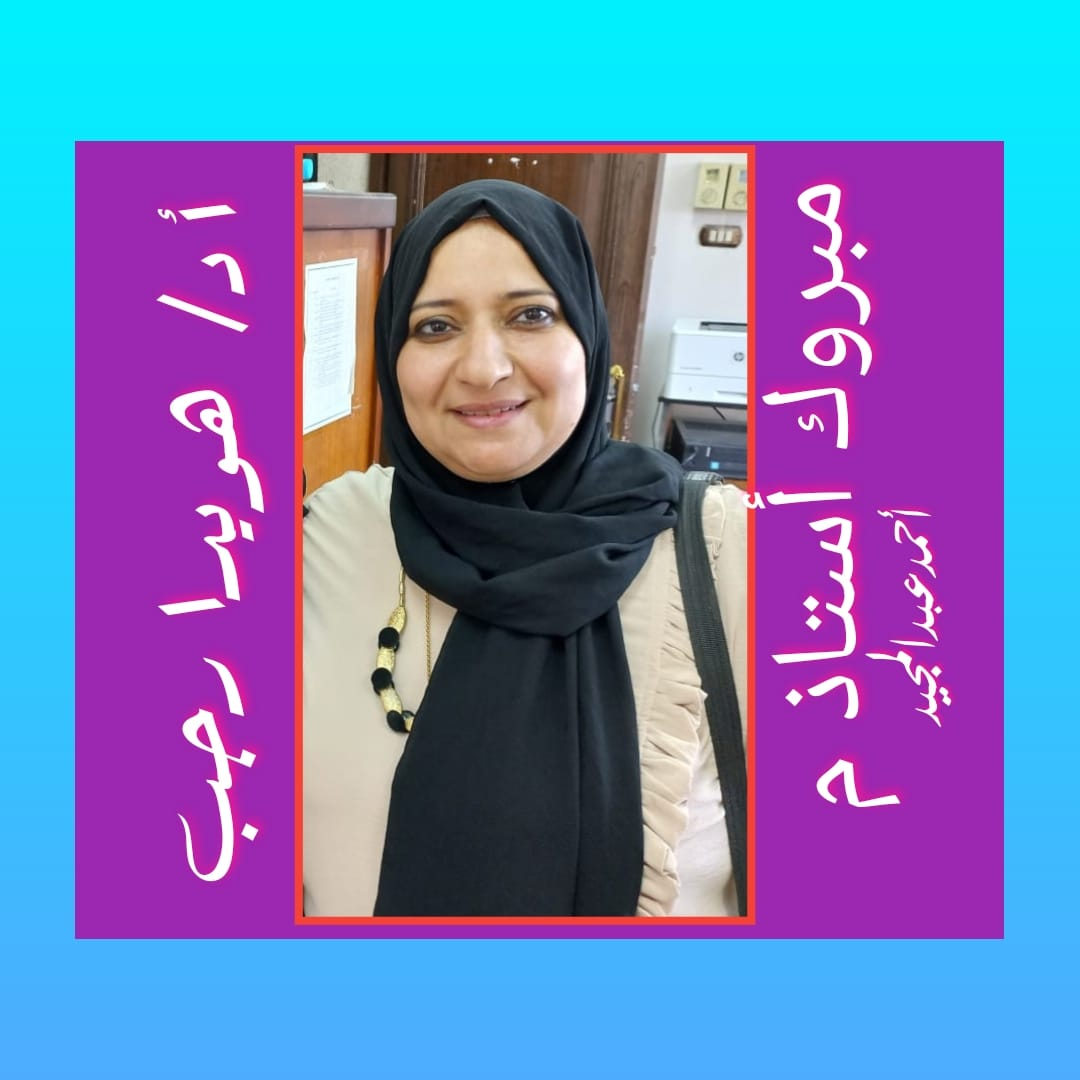 مبروك أستاذ م
أحمد عبدالمجيد
أ د/ هويدا رجب